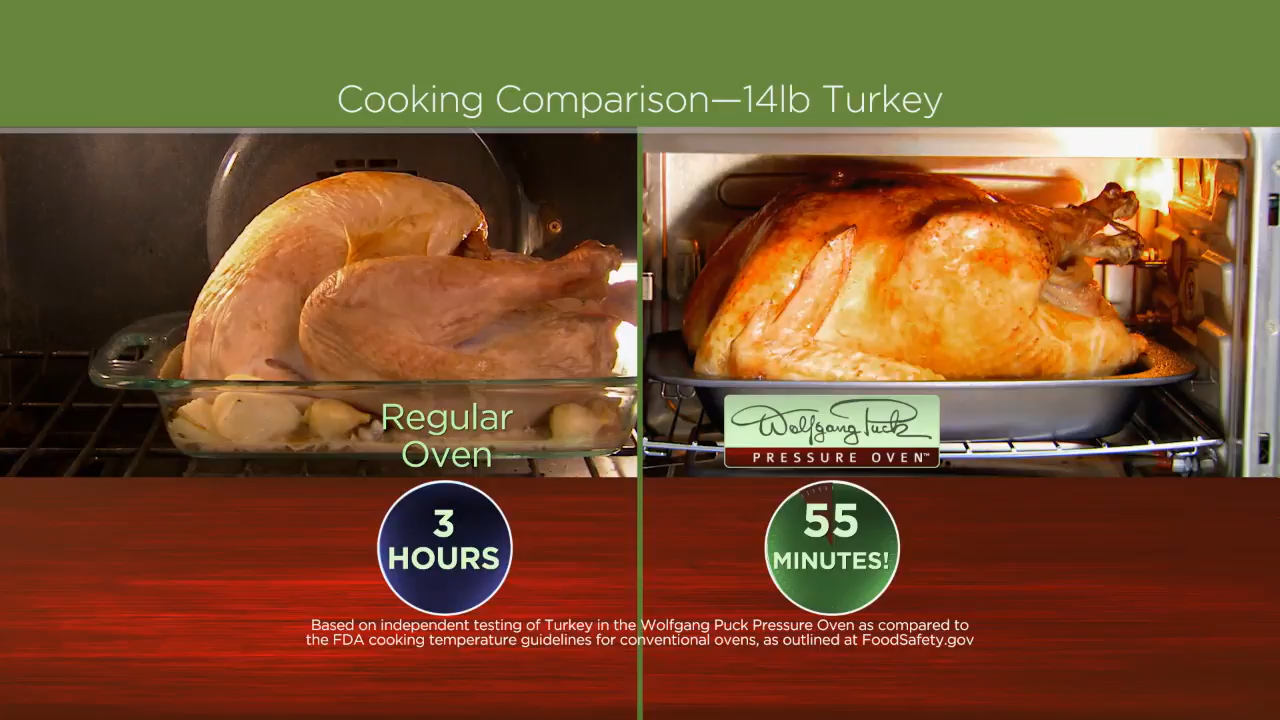 Cooking Comparison—14lb Turkey
Regular
Oven
Wolfgang Puck
PRESSURE OVEN™
3
HOURS
55
MINUTES!
Based on independent testing of Turkey in the Wolfgang Puck Pressure Oven as compared to
the FDA cooking temperature guidelines for conventional ovens, as outlined at FoodSafety.gov